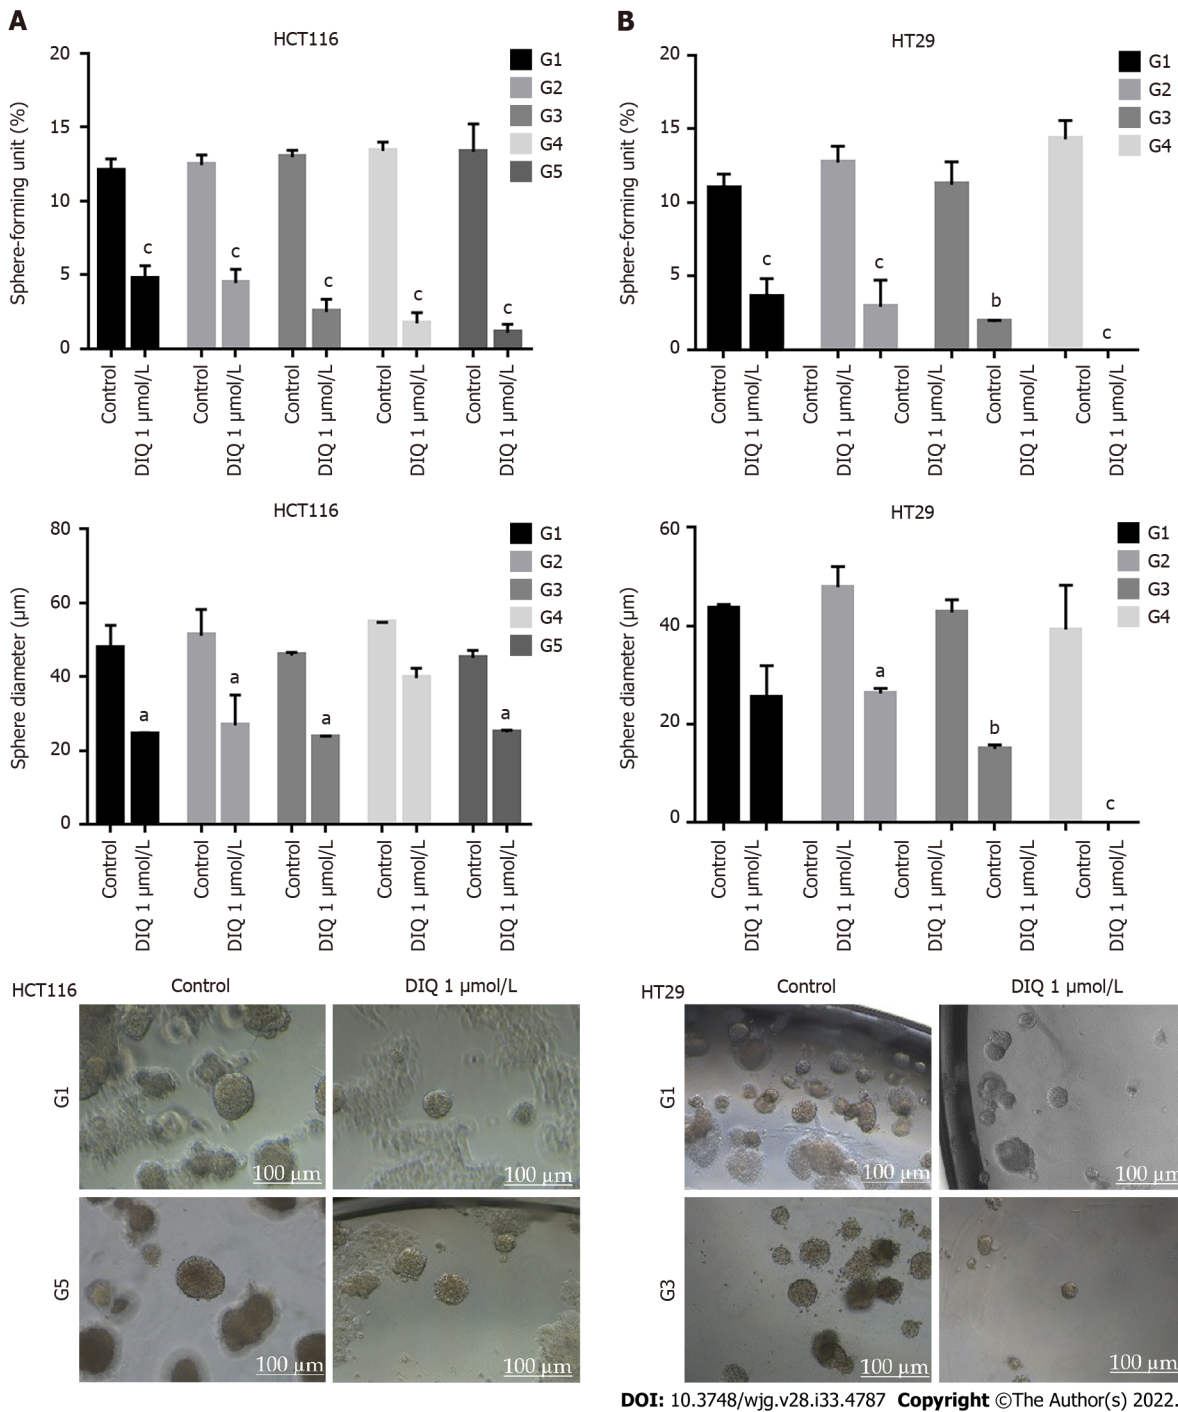 A
HCT116
Sphere-forming unit (%)
20
15
10
5
0
G1
G2
G3
G4
G5
c
c
c
c
c
Control
DIQ 1 µmol/L
Control
DIQ 1 µmol/L
Control
DIQ 1 µmol/L
Control
DIQ 1 µmol/L
Control
DIQ 1 µmol/L
B
HT29
Sphere-forming unit (%)
20
15
10
5
0
G1
G2
G3
G4
c
c
b
c
Control
DIQ 1 µmol/L
Control
DIQ 1 µmol/L
Control
DIQ 1 µmol/L
Control
DIQ 1 µmol/L
HCT116
Sphere diameter (µm)
80
60
40
20
0
G1
G2
G3
G4
G5
a
a
a
a
Control
DIQ 1 µmol/L
Control
DIQ 1 µmol/L
Control
DIQ 1 µmol/L
Control
DIQ 1 µmol/L
Control
DIQ 1 µmol/L
HT29
Sphere diameter (µm)
60
40
20
0
G1
G2
G3
G4
a
b
c
Control
DIQ 1 µmol/L
Control
DIQ 1 µmol/L
Control
DIQ 1 µmol/L
Control
DIQ 1 µmol/L
HCT116
Control
DIQ 1 µmol/L
G1
100 µm
100 µm
G5
100 µm
100 µm
HT29
Control
DIQ 1 µmol/L
G1
100 µm
100 µm
G3
100 µm
100 µm
DOI: 10.3748/wjg.v28.i33.4787 Copyright ©The Author(s) 2022.